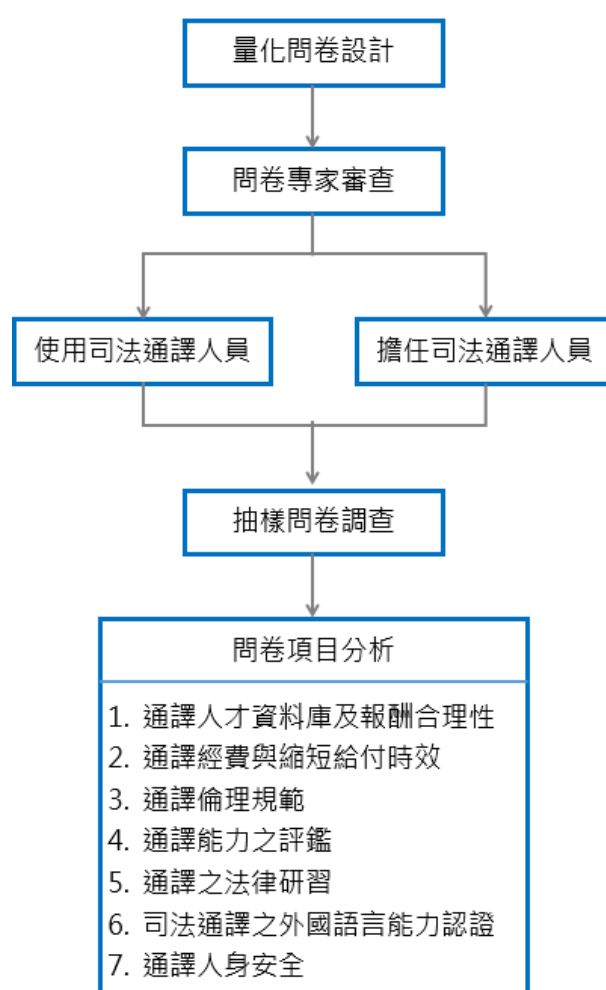 量化問卷設計
問卷專家審查
使用司法通譯人員
擔任司法通譯人員
抽樣問卷調查
問卷項目分析
1. 通譯人才資料庫及報酬合理性
2. 通譯經費與縮短給付時效
3. 通譯倫理規範
4. 通譯能力之評鑑
5. 通譯之法律研習
6. 司法通譯之外國語言能力認證
7. 通譯人身安全